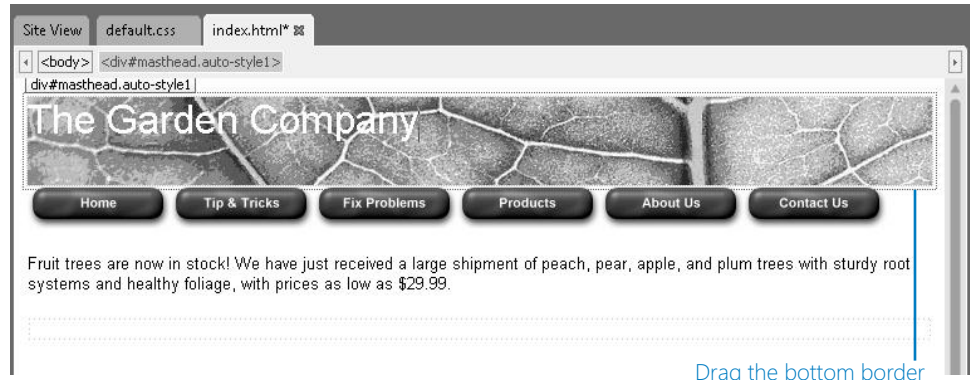 Site View default.css index.html*
<body> <div#masthead.auto-style1>
div#masthead.auto-style1
The Garden Company
Home Tip & Tricks Fix Problems Products About Us Contact Us
Fruit trees are now in stock! We have just received a large shipment of peach, pear, apple, and plum trees with sturdy root
systems and healthy foliage, with prices as low as $29.99.
Drag the bottom border